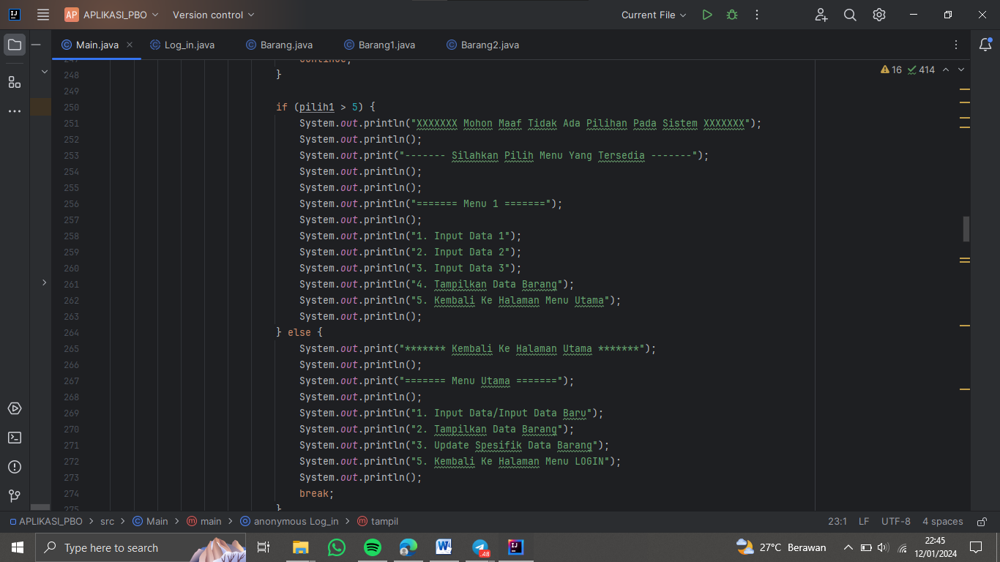 AP APLIKASI_PBO Version control Current File
Main.java Log_in.java Barang.java Barang1.java Barang2.java
16 414
247 continue;
248 }
249
250 if (pilih1 > 5) {
251 System.out.println("XXXXXXX Mohon Maaf Tidak Ada Pilihan Pada Sistem XXXXXXX");
252 System.out.println();
253 System.out.print("------- Silahkan Pilih Menu Yang Tersedia -------");
254 System.out.println();
255 System.out.println();
256 System.out.println("======= Menu 1 =======");
257 System.out.println();
258 System.out.println("1. Input Data 1");
259 System.out.println("2. Input Data 2");
260 System.out.println("3. Input Data 3");
261 System.out.println("4. Tampilkan Data Barang");
262 System.out.println("5. Kembali Ke Halaman Menu Utama");
263 System.out.println();
264 } else {
265 System.out.print("******* Kembali Ke Halaman Utama *******");
266 System.out.println();
267 System.out.print("======= Menu Utama =======");
268 System.out.println();
269 System.out.println("1. Input Data/Input Data Baru");
270 System.out.println("2. Tampilkan Data Barang");
271 System.out.println("3. Update Spesifik Data Barang");
272 System.out.println("5. Kembali Ke Halaman Menu LOGIN");
273 System.out.println();
274 break;
275 }
APLIKASI_PBO > src > Main > main > anonymous Log_in > tampil 23:1 LF UTF-8 4 spaces
Type here to search 48 27°C Berawan 22:45
12/01/2024